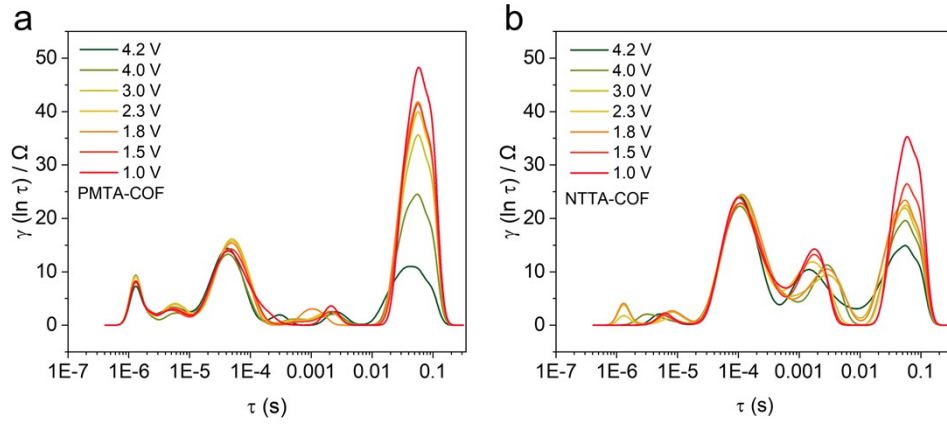 a
γ (ln τ) / Ω
50
40
30
20
10
0
4.2 V
4.0 V
3.0 V
2.3 V
1.8 V
1.5 V
1.0 V
PMTA-COF
1E-7 1E-6 1E-5 1E-4 0.001 0.01 0.1
τ (s)
b
γ (ln τ) / Ω
50
40
30
20
10
0
4.2 V
4.0 V
3.0 V
2.3 V
1.8 V
1.5 V
1.0 V
NTTA-COF
1E-7 1E-6 1E-5 1E-4 0.001 0.01 0.1
τ (s)